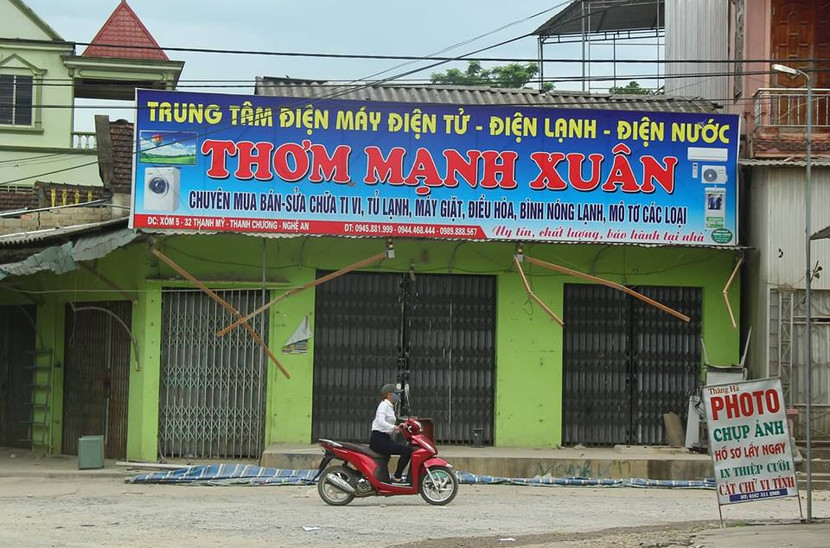 TRUNG TÂM ĐIỆN MÁY ĐIỆN TỬ - ĐIỆN LẠNH - ĐIỆN NƯỚC
THƠM MẠNH XUÂN
CHUYÊN MUA BÁN-SỬA CHỮA TI VI, TỦ LẠNH, MÁY GIẶT, ĐIỀU HÒA, BÌNH NÓNG LẠNH, MÔ TƠ CÁC LOẠI
ĐC: XÓM 5 - 32 THANH MỸ - THANH CHƯƠNG - NGHỆ AN
DT: 0945.881.999 - 0944.468.444 - 0989.888.567
Uy tín, chất lượng, bảo hành tại nhà
Thăng Hà
PHOTO
CHỤP ẢNH
HỒ SƠ LẤY NGAY
IN THIỆP CƯỚI
CẮT CHỮ VI TÍNH